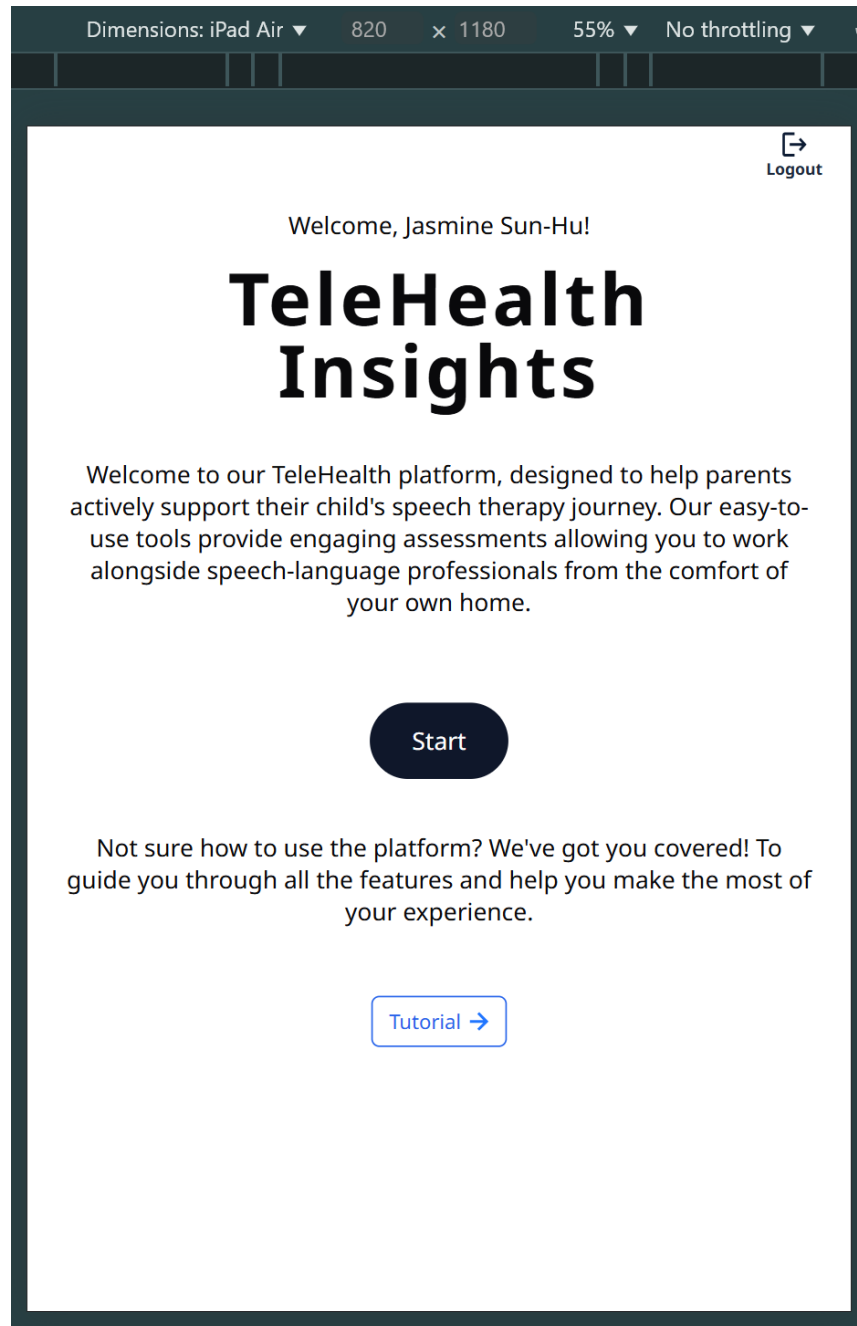 Dimensions: iPad Air ▼ 820 × 1180 55% ▼ No throttling ▼
Logout
Welcome, Jasmine Sun-Hu!
TeleHealth
Insights
Welcome to our TeleHealth platform, designed to help parents
actively support their child's speech therapy journey. Our easy-to-
use tools provide engaging assessments allowing you to work
alongside speech-language professionals from the comfort of
your own home.
Start
Not sure how to use the platform? We've got you covered! To
guide you through all the features and help you make the most of
your experience.
Tutorial →